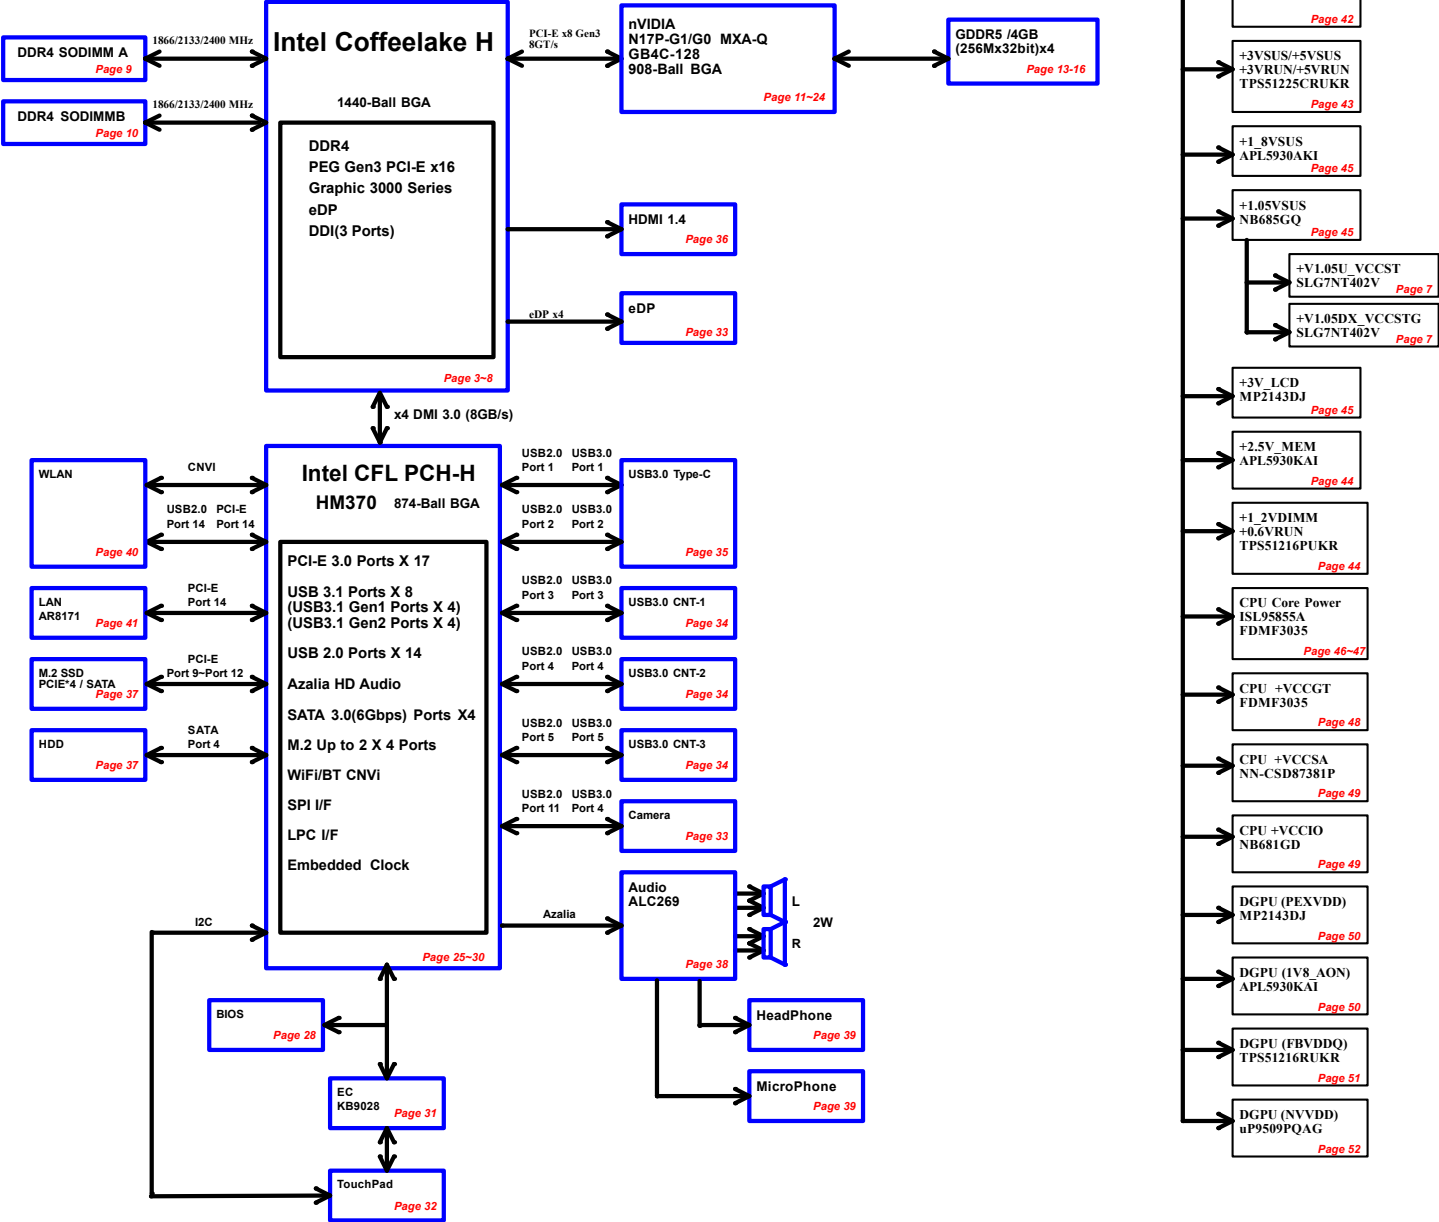 DDR4 SODIMM A
Page 9
1866/2133/2400 MHz
DDR4 SODIMMB
Page 10
1866/2133/2400 MHz
Intel Coffeelake H
1440-Ball BGA
DDR4
PEG Gen3 PCI-E x16
Graphic 3000 Series
eDP
DDI(3 Ports)
Page 3~8
PCI-E x8 Gen3
8GT/s
nVIDIA
N17P-G1/G0 MXA-Q
GB4C-128
908-Ball BGA
Page 11~24
GDDR5 /4GB
(256Mx32bit)x4
Page 13-16
HDMI 1.4
Page 36
eDP x4
eDP
Page 33
x4 DMI 3.0 (8GB/s)
Intel CFL PCH-H
HM370 874-Ball BGA
PCI-E 3.0 Ports X 17
USB 3.1 Ports X 8
(USB3.1 Gen1 Ports X 4)
(USB3.1 Gen2 Ports X 4)
USB 2.0 Ports X 14
Azalia HD Audio
SATA 3.0(6Gbps) Ports X4
M.2 Up to 2 X 4 Ports
WiFi/BT CNVi
SPI I/F
LPC I/F
Embedded Clock
Page 25~30
WLAN
Page 40
CNVI
USB2.0 PCI-E
Port 14 Port 14
LAN
AR8171
Page 41
PCI-E
Port 14
M.2 SSD
PCIE*4 / SATA
Page 37
PCI-E
Port 9~Port 12
HDD
Page 37
SATA
Port 4
USB2.0 USB3.0
Port 1 Port 1
USB2.0 USB3.0
Port 2 Port 2
USB3.0 Type-C
Page 35
USB2.0 USB3.0
Port 3 Port 3
USB3.0 CNT-1
Page 34
USB2.0 USB3.0
Port 4 Port 4
USB3.0 CNT-2
Page 34
USB2.0 USB3.0
Port 5 Port 5
USB3.0 CNT-3
Page 34
USB2.0 USB3.0
Port 11 Port 4
Camera
Page 33
Azalia
Audio
ALC269
Page 38
L
2W
R
HeadPhone
Page 39
MicroPhone
Page 39
I2C
BIOS
Page 28
EC
KB9028
Page 31
TouchPad
Page 32
Page 42
+3VSUS/+5VSUS
+3VRUN/+5VRUN
TPS51225CRUKR
Page 43
+1_8VSUS
APL5930AKI
Page 45
+1.05VSUS
NB685GQ
Page 45
+V1.05U_VCCST
SLG7NT402V
Page 7
+V1.05DX_VCCSTG
SLG7NT402V
Page 7
+3V_LCD
MP2143DJ
Page 45
+2.5V_MEM
APL5930KAI
Page 44
+1_2VDIMM
+0.6VRUN
TPS51216PUKR
Page 44
CPU Core Power
ISL95855A
FDMF3035
Page 46~47
CPU +VCCGT
FDMF3035
Page 48
CPU +VCCSA
NN-CSD87381P
Page 49
CPU +VCCIO
NB681GD
Page 49
DGPU (PEXVDD)
MP2143DJ
Page 50
DGPU (1V8_AON)
APL5930KAI
Page 50
DGPU (FBVDDQ)
TPS51216RUKR
Page 51
DGPU (NVVDD)
uP9509PQAG
Page 52